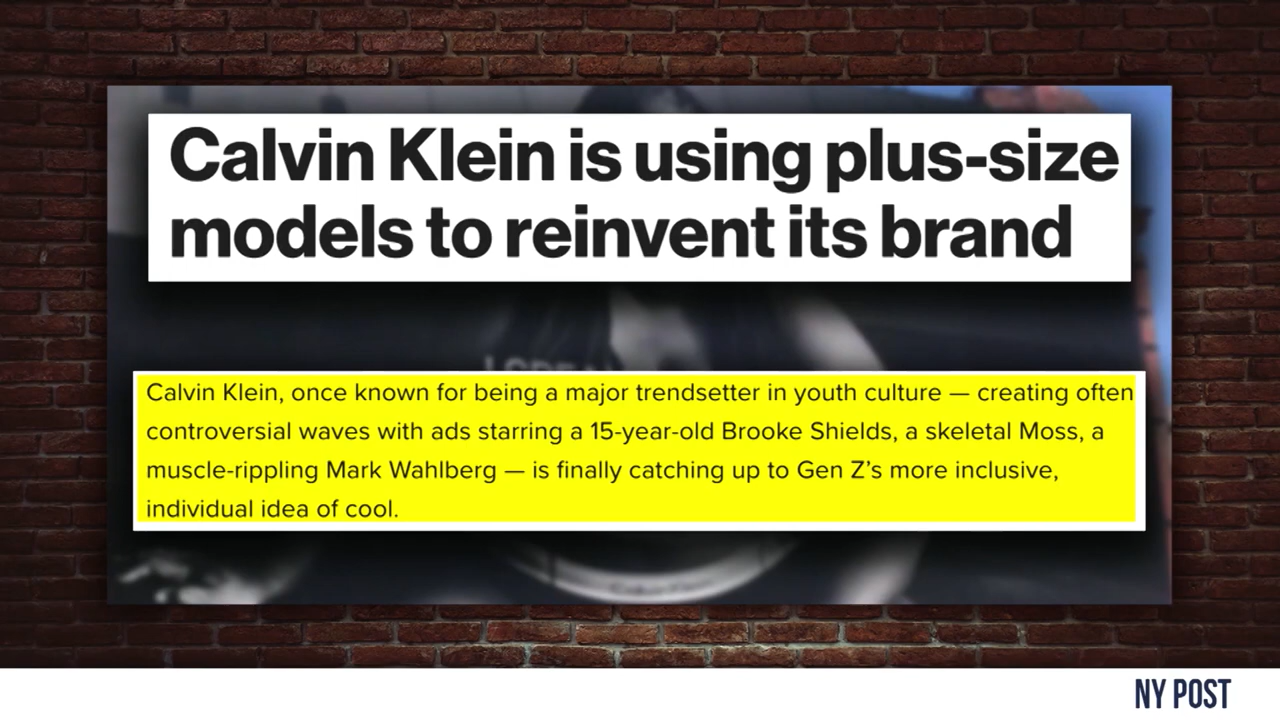 Calvin Klein is using plus-size
models to reinvent its brand
Calvin Klein, once known for being a major trendsetter in youth culture — creating often
controversial waves with ads starring a 15-year-old Brooke Shields, a skeletal Moss, a
muscle-rippling Mark Wahlberg — is finally catching up to Gen Z’s more inclusive,
individual idea of cool.
NY POST